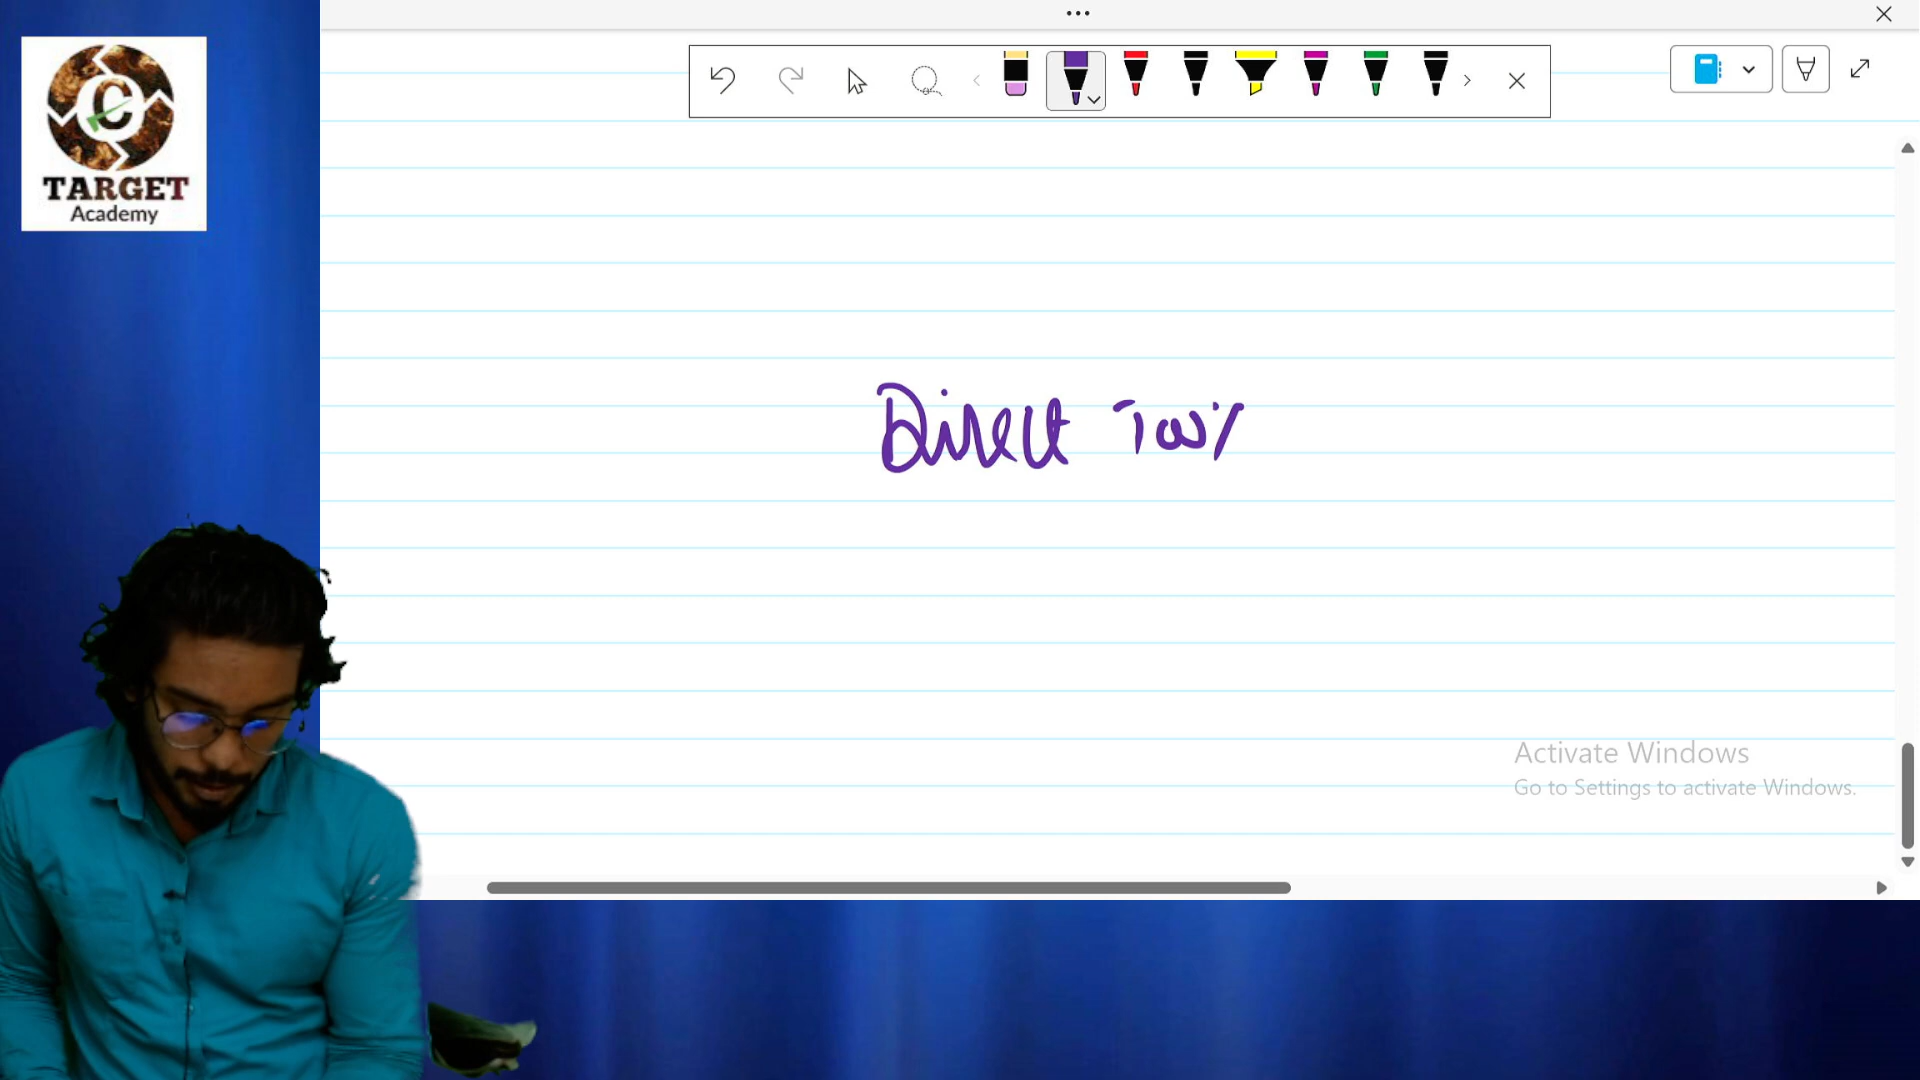 TARGET
Academy
Direct Tax
Activate Windows
Go to Settings to activate Windows.